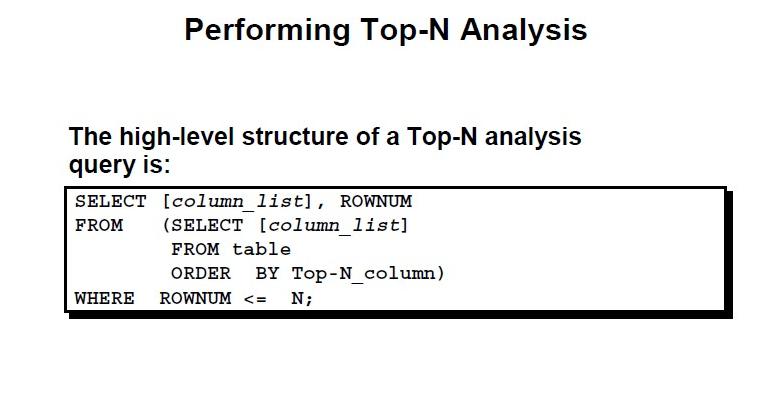 Performing Top-N Analysis
The high-level structure of a Top-N analysis
query is:
SELECT [column_list], ROWNUM
FROM   (SELECT [column_list]
        FROM table
        ORDER  BY Top-N_column)
WHERE  ROWNUM <=  N;